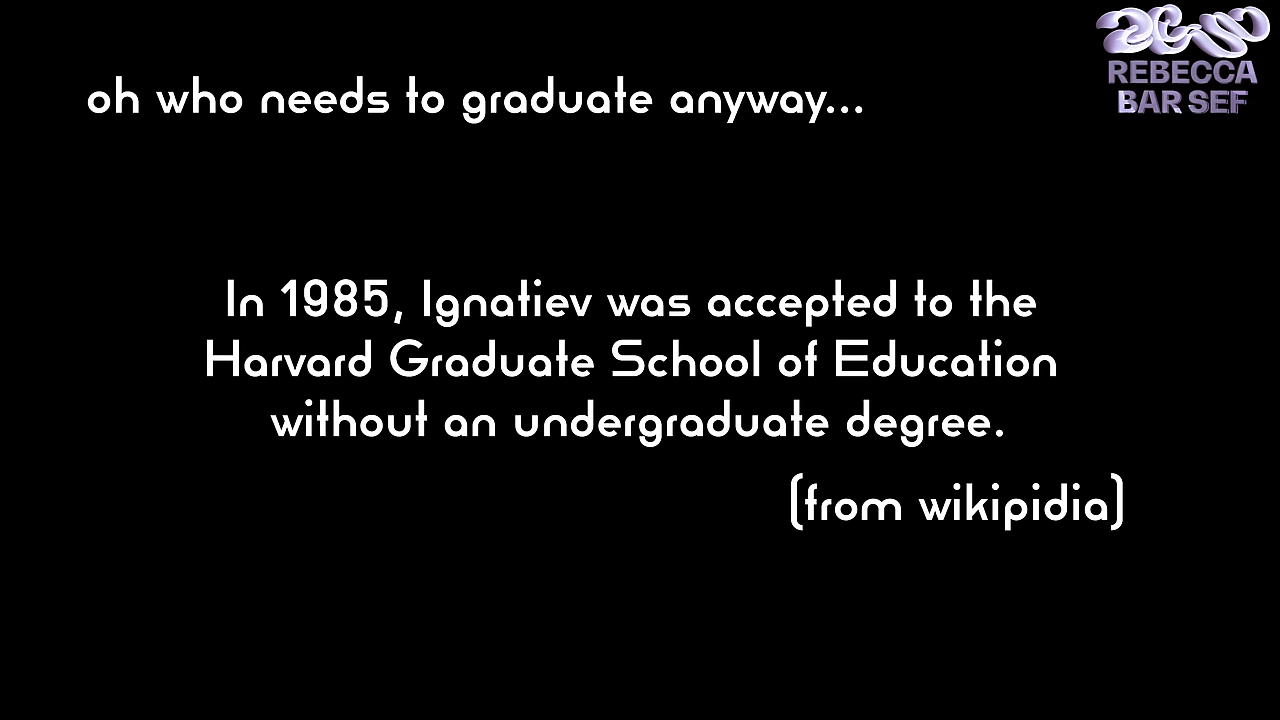 REBECCA
BAR SEF
oh who needs to graduate anyway...
In 1985, Ignatiev was accepted to the
Harvard Graduate School of Education
without an undergraduate degree.
(from wikipidia)